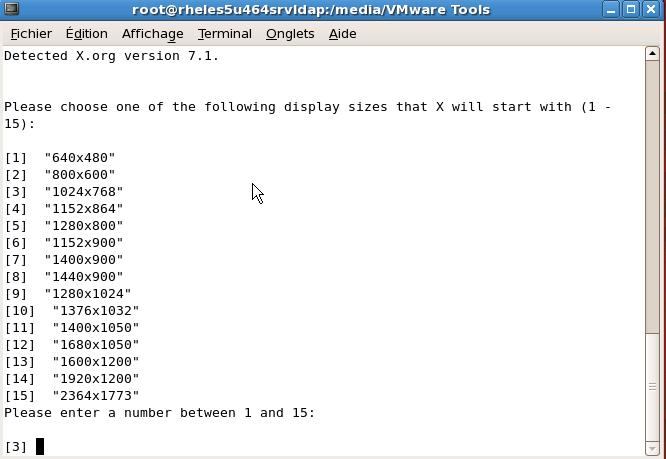 root@rheles5u464srvldap:/media/VMware Tools
Fichier Édition Affichage Terminal Onglets Aide
Detected X.org version 7.1.
Please choose one of the following display sizes that X will start with (1 -
15):
[1] "640x480"
[2] "800x600"
[3] "1024x768"
[4] "1152x864"
[5] "1280x800"
[6] "1152x900"
[7] "1400x900"
[8] "1440x900"
[9] "1280x1024"
[10] "1376x1032"
[11] "1400x1050"
[12] "1680x1050"
[13] "1600x1200"
[14] "1920x1200"
[15] "2364x1773"
Please enter a number between 1 and 15:
[3]